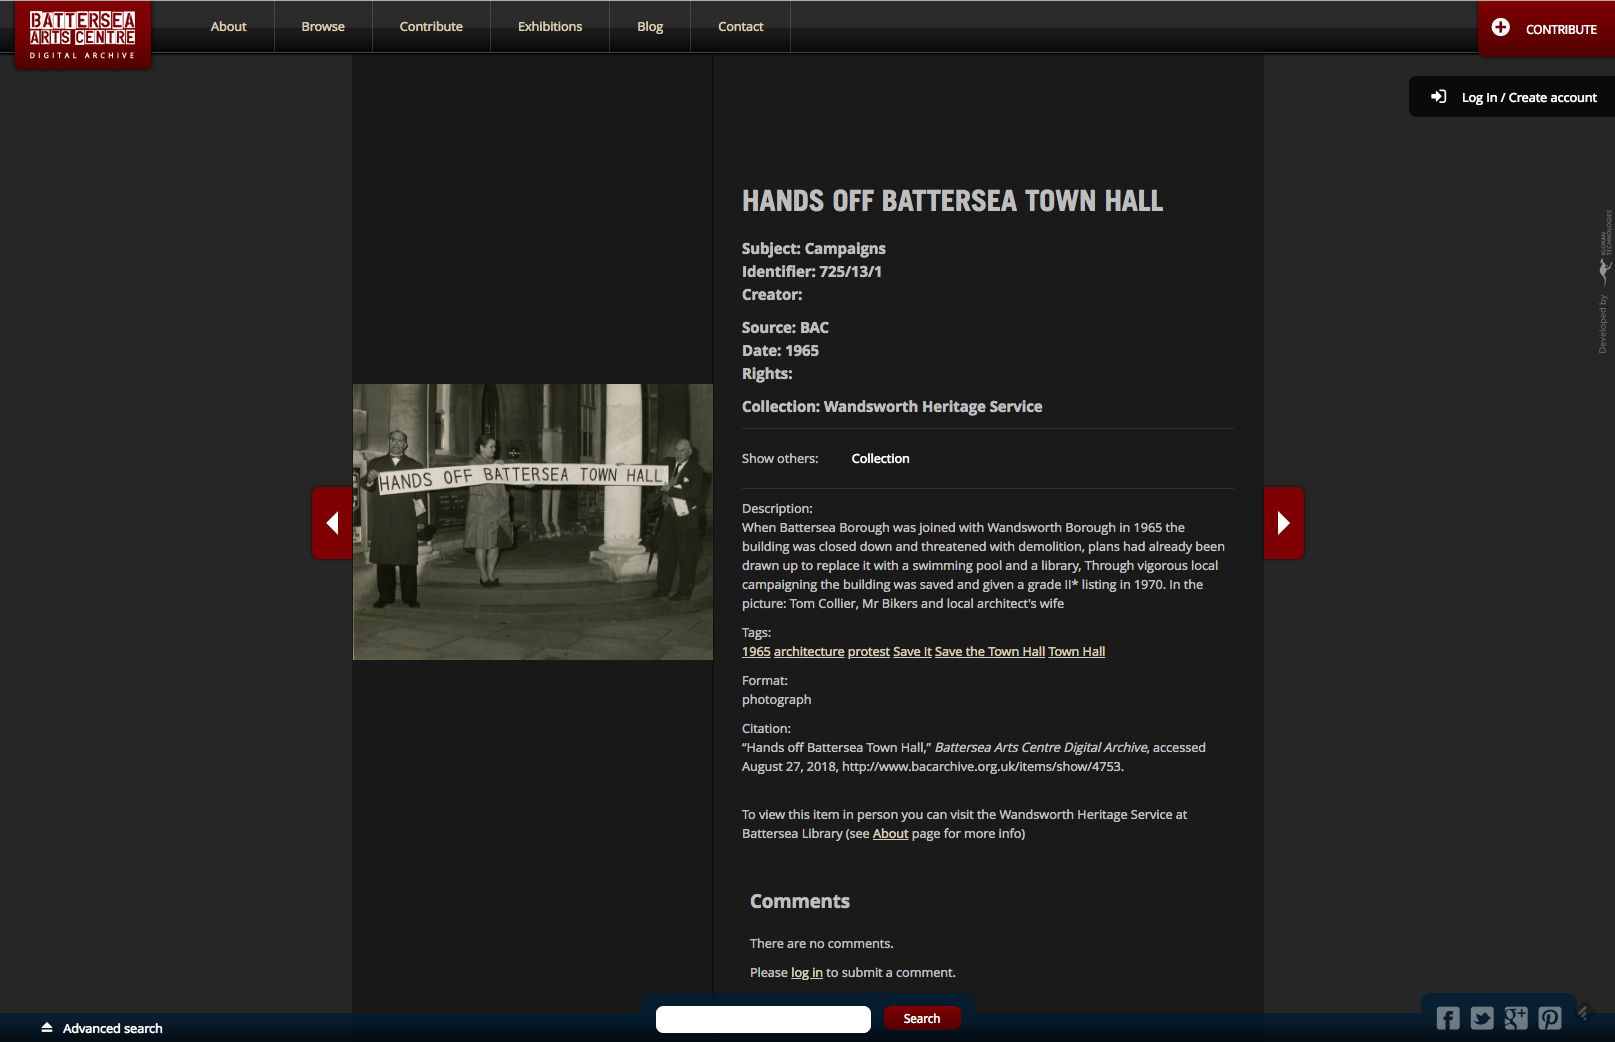 BATTERSEA
ARTS CENTRE
DIGITAL ARCHIVE
About
Browse
Contribute
Exhibitions
Blog
Contact
CONTRIBUTE
Log In / Create account
HANDS OFF BATTERSEA TOWN HALL
Subject: Campaigns
Identifier: 725/13/1
Creator:
Source: BAC
Date: 1965
Rights:
Collection: Wandsworth Heritage Service
Show others: Collection
HANDS OFF BATTERSEA TOWN HALL
Description:
When Battersea Borough was joined with Wandsworth Borough in 1965 the
building was closed down and threatened with demolition, plans had already been
drawn up to replace it with a swimming pool and a library, Through vigorous local
campaigning the building was saved and given a grade II* listing in 1970. In the
picture: Tom Collier, Mr Bikers and local architect's wife
Tags:
1965 architecture protest Save It Save the Town Hall Town Hall
Format:
photograph
Citation:
“Hands off Battersea Town Hall,” Battersea Arts Centre Digital Archive, accessed
August 27, 2018, http://www.bacarchive.org.uk/items/show/4753.
To view this item in person you can visit the Wandsworth Heritage Service at
Battersea Library (see About page for more info)
Comments
There are no comments.
Please log in to submit a comment.
Developed by
KLOKAN
TECHNOLOGIES
Advanced search
Search